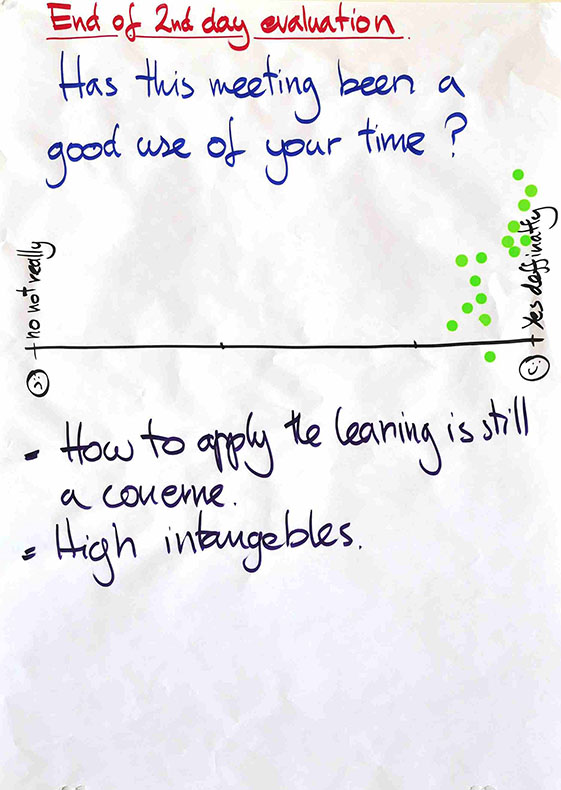 End of 2nd day evaluation.
Has this meeting been a
good use of your time?
no not really
Yes deffinatly
- How to apply the learning is still
a conerne.
= High intangebles.